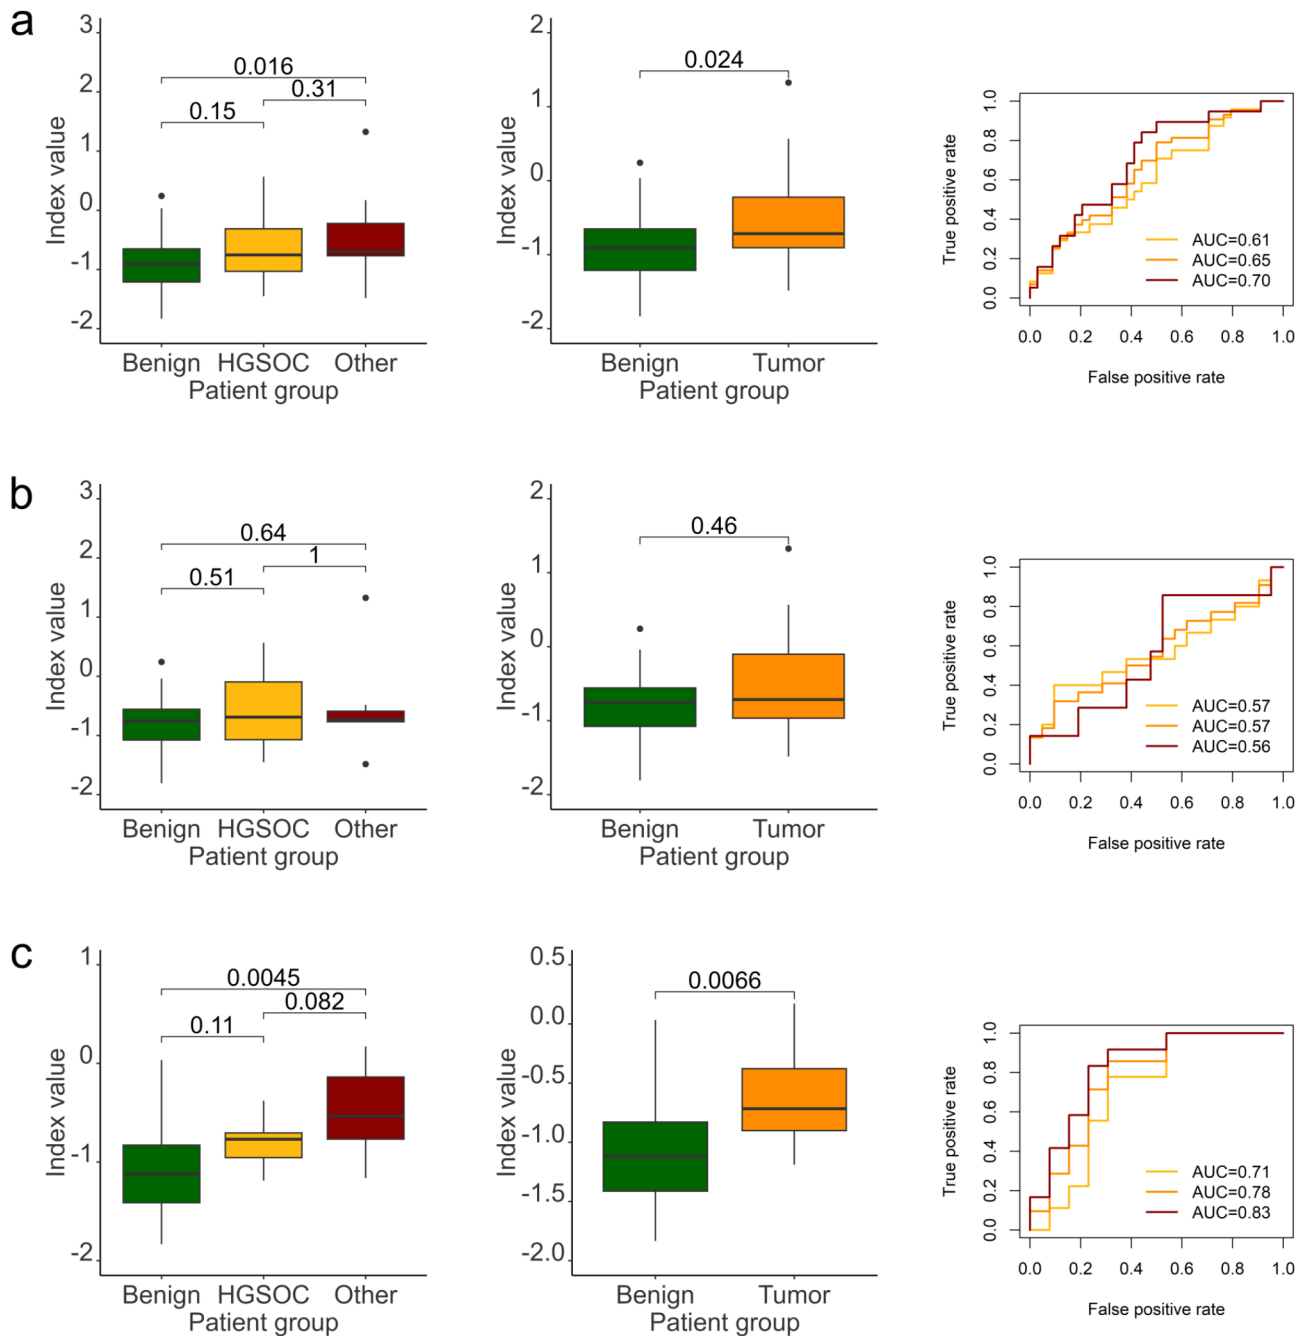 a
3
2
1
0
-1
-2
Index value
0.016
0.31
0.15
Benign HGSOC Other
Patient group
2
1
0
-1
-2
Index value
0.024
Benign Tumor
Patient group
1.0
0.8
0.6
0.4
0.2
0.0
True positive rate
AUC=0.61
AUC=0.65
AUC=0.70
0.0 0.2 0.4 0.6 0.8 1.0
False positive rate
b
3
2
1
0
-1
-2
Index value
0.64
1
0.51
Benign HGSOC Other
Patient group
2
1
0
-1
-2
Index value
0.46
Benign Tumor
Patient group
1.0
0.8
0.6
0.4
0.2
0.0
True positive rate
AUC=0.57
AUC=0.57
AUC=0.56
0.0 0.2 0.4 0.6 0.8 1.0
False positive rate
c
1
0
-1
-2
Index value
0.0045
0.082
0.11
Benign HGSOC Other
Patient group
0.5
0.0
-0.5
-1.0
-1.5
-2.0
Index value
0.0066
Benign Tumor
Patient group
1.0
0.8
0.6
0.4
0.2
0.0
True positive rate
AUC=0.71
AUC=0.78
AUC=0.83
0.0 0.2 0.4 0.6 0.8 1.0
False positive rate